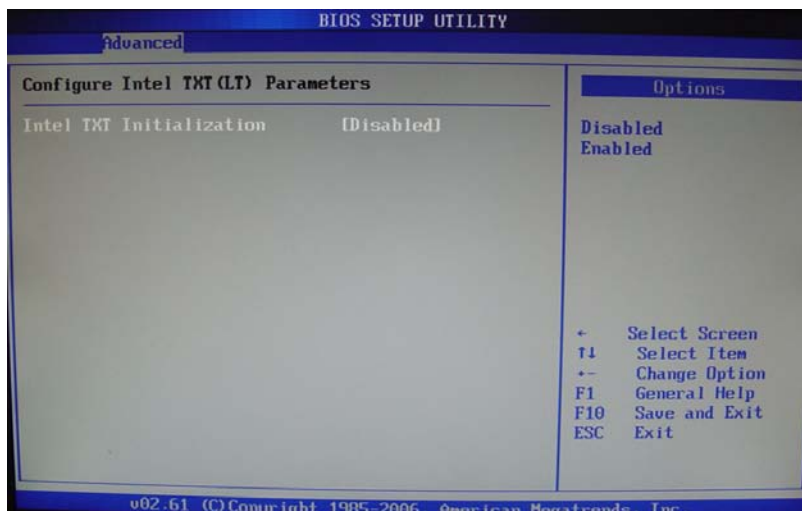 BIOS SETUP UTILITY
Advanced
Configure Intel TXT(LT) Parameters
Intel TXT Initialization [Disabled]
Options
Disabled
Enabled
← Select Screen
↑↓ Select Item
+- Change Option
F1 General Help
F10 Save and Exit
ESC Exit
v02.61 (C)Copyright 1985-2006, American Megatrends, Inc.